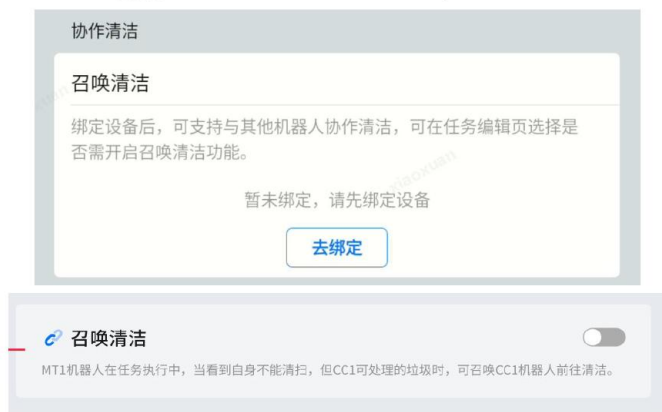 协作清洁
召唤清洁
绑定设备后，可支持与其他机器人协作清洁，可在任务编辑页选择是
否需开启召唤清洁功能。
暂未绑定，请先绑定设备
去绑定
召唤清洁
MT1机器人在任务执行中，当看到自身不能清扫，但CC1可处理的垃圾时，可召唤CC1机器人前往清洁。